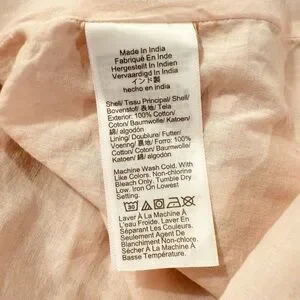 Made In India
Fabriqué En Inde
Hergestellt In Indien
Vervaardigd In India
インド製
hecho en india
Shell/ Tissu Principal/ Shell/
Bovenstof/ 表地/ Tela
Exterior: 100% Cotton/
Coton/ Baumwolle/ Katoen/
綿/ algodón
Lining/ Doublure/ Futter/
Voering/ 裏地/ Forro: 100%
Cotton/ Coton/ Baumwolle/
Katoen/ 綿/ algodón
Machine Wash Cold. With
Like Colors. Non-chlorine
Bleach Only. Tumble Dry
Low. Iron On Lowest
Setting.
Laver À La Machine À
L'eau Froide. Laver En
Séparant Les Couleurs.
Seulement Agent De
Blanchiment Non-chloruré.
Sécher À La Machine À
Basse Température.